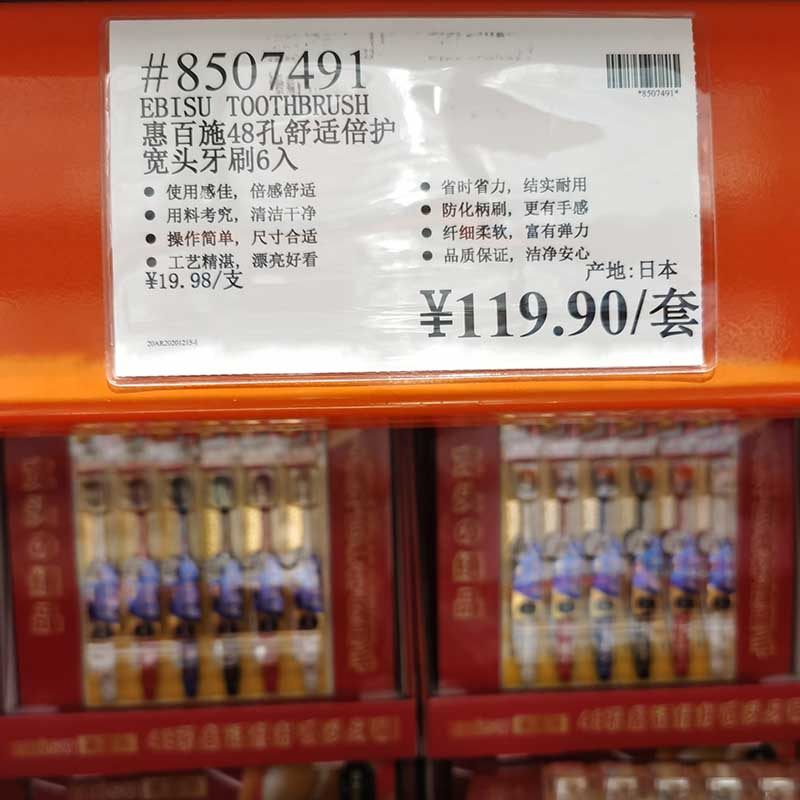 #8507491
*8507491*
EBISU TOOTHBRUSH
惠百施48孔舒适倍护
宽头牙刷6入
● 使用感佳，倍感舒适
● 用料考究，清洁干净
● 操作简单，尺寸合适
● 工艺精湛，漂亮好看
● 省时省力，结实耐用
● 防化柄刷，更有手感
● 纤细柔软，富有弹力
● 品质保证，洁净安心
¥19.98/支
产地:日本
¥119.90/套
20AR20201215-1